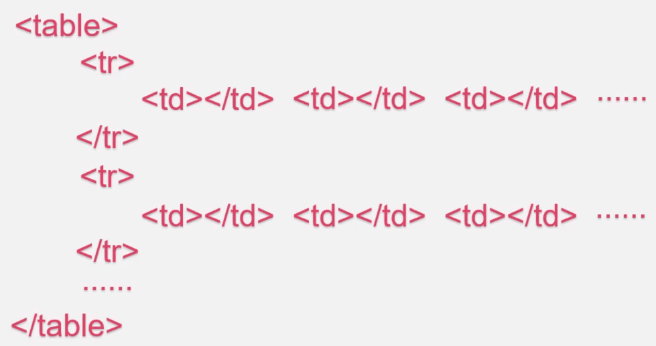 <table>
<tr>
<td></td> <td></td> <td></td> ……
</tr>
<tr>
<td></td> <td></td> <td></td> ……
</tr>
……
</table>